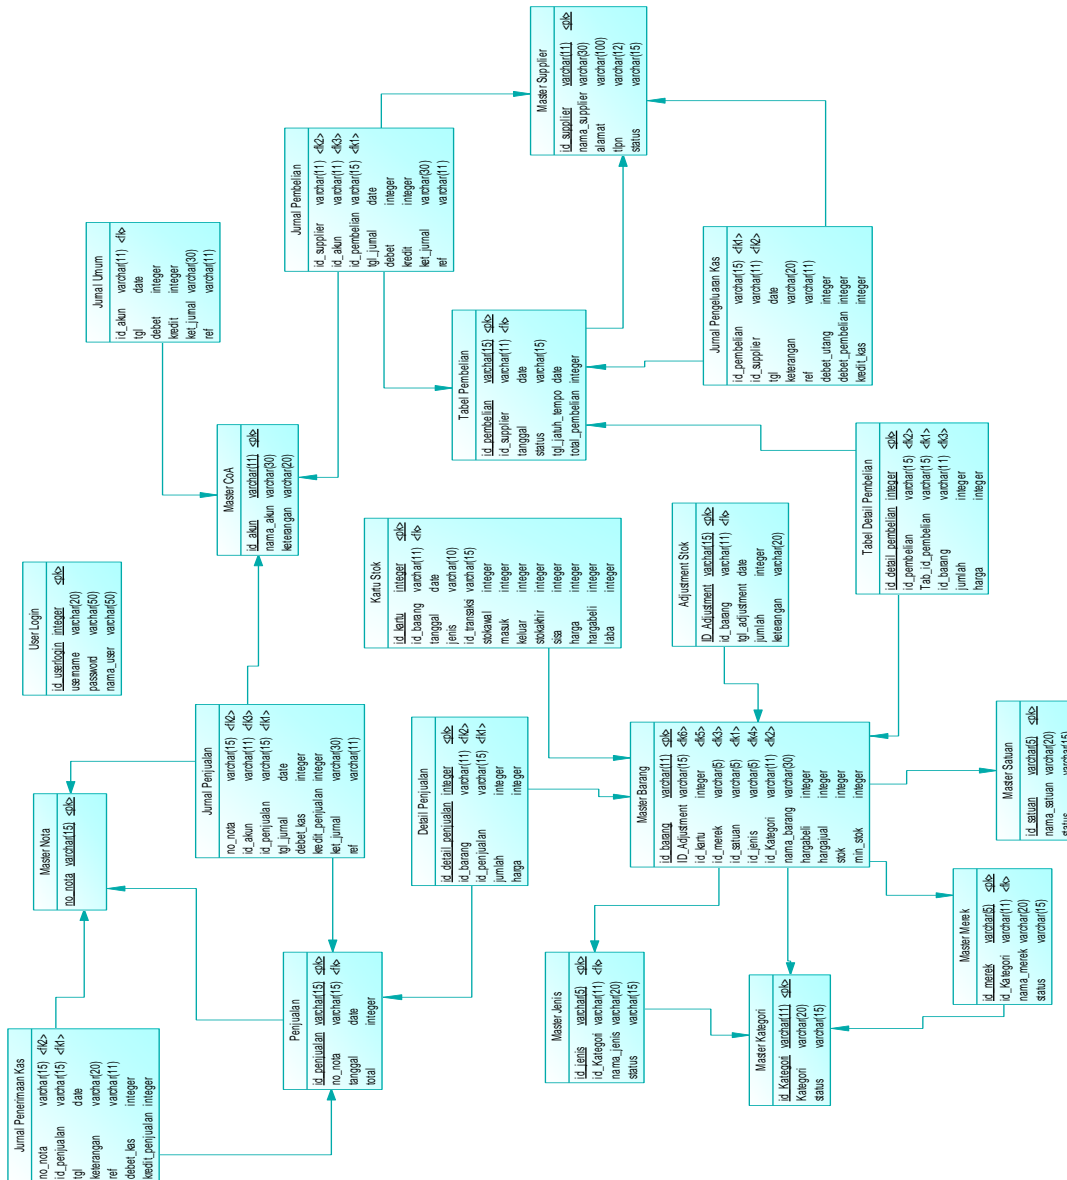 Jurnal Penerimaan Kas
no_nota varchar(15) <fk2>
id_penjualan varchar(15) <fk1>
tgl date
keterangan varchar(20)
ref varchar(11)
debet_kas integer
kredit_penjualan integer
User Login
id_userlogin integer <pk>
username varchar(20)
password varchar(50)
nama_user varchar(50)
Master Nota
no_nota varchar(15) <pk>
Jurnal Umum
id_akun varchar(11) <fk>
tgl date
debet integer
kredit integer
ket_jurnal varchar(30)
ref varchar(11)
Jurnal Penjualan
no_nota varchar(15) <fk2>
id_akun varchar(11) <fk3>
id_penjualan varchar(15) <fk1>
tgl_jurnal date
debet_kas integer
kredit_penjualan integer
ket_jurnal varchar(30)
ref varchar(11)
Master CoA
id_akun varchar(11) <pk>
nama_akun varchar(30)
keterangan varchar(20)
Penjualan
id_penjualan varchar(15) <pk>
no_nota varchar(15) <fk>
tanggal date
total integer
Jurnal Pembelian
id_supplier varchar(11) <fk2>
id_akun varchar(11) <fk3>
id_pembelian varchar(15) <fk1>
tgl_jurnal date
debet integer
kredit integer
ket_jurnal varchar(30)
ref varchar(11)
Kartu Stok
id_kartu integer <pk>
id_barang varchar(11) <fk>
tanggal date
jenis varchar(10)
id_transaksi varchar(15)
stokawal integer
masuk integer
keluar integer
stokakhir integer
sisa integer
harga integer
hargabeli integer
laba integer
Detail Penjualan
id_detail_penjualan integer <pk>
id_barang varchar(11) <fk2>
id_penjualan varchar(15) <fk1>
jumlah integer
harga integer
Tabel Pembelian
id_pembelian varchar(15) <pk>
id_supplier varchar(11) <fk>
tanggal date
status varchar(15)
tgl_jatuh_tempo date
total_pembelian integer
Master Supplier
id_supplier varchar(11) <pk>
nama_supplier varchar(30)
alamat varchar(100)
tlpn varchar(12)
status varchar(15)
Master Jenis
id_jenis varchar(5) <pk>
id_Kategori varchar(11) <fk>
nama_jenis varchar(20)
status varchar(15)
Master Barang
id_barang varchar(11) <pk>
ID_Adjustment varchar(15) <fk6>
id_kartu integer <fk5>
id_merek varchar(5) <fk3>
id_satuan varchar(5) <fk1>
id_jenis varchar(5) <fk4>
id_Kategori varchar(11) <fk2>
nama_barang varchar(30)
hargabeli integer
hargajual integer
stok integer
min_stok integer
Adjustment Stok
ID_Adjustment varchar(15) <pk>
id_barang varchar(11) <fk>
tgl_adjustment date
jumlah integer
keterangan varchar(20)
Jurnal Pengeluaran Kas
id_pembelian varchar(15) <fk1>
id_supplier varchar(11) <fk2>
tgl date
keterangan varchar(20)
ref varchar(11)
debet_utang integer
debet_pembelian integer
kredit_kas integer
Master Kategori
id_Kategori varchar(11) <pk>
Kategori varchar(20)
status varchar(15)
Tabel Detail Pembelian
id_detail_pembelian integer <pk>
id_pembelian varchar(15) <fk2>
Tab_id_pembelian varchar(15) <fk1>
id_barang varchar(11) <fk3>
jumlah integer
harga integer
Master Merek
id_merek varchar(5) <pk>
id_Kategori varchar(11) <fk>
nama_merek varchar(20)
status varchar(15)
Master Satuan
id_satuan varchar(5) <pk>
nama_satuan varchar(20)
status varchar(15)